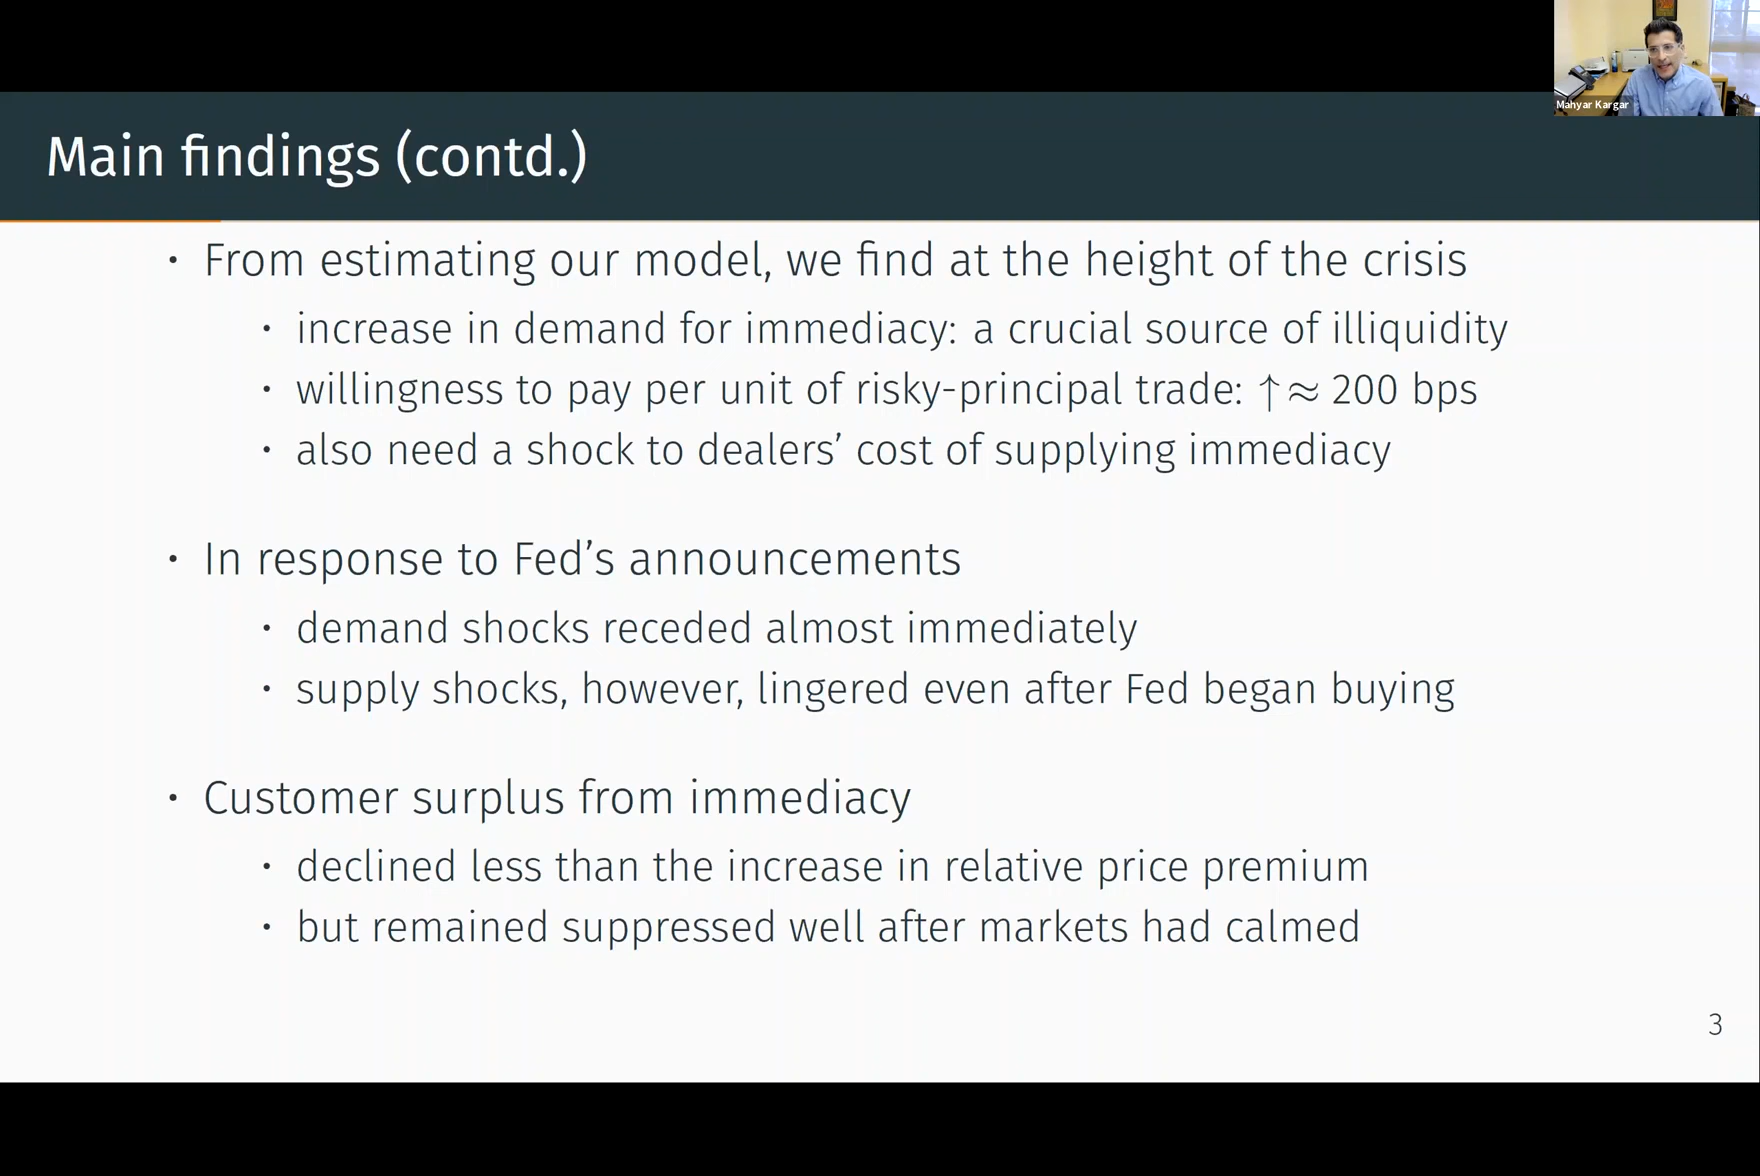 Mahyar Kargar
Main findings (contd.)
• From estimating our model, we find at the height of the crisis
• increase in demand for immediacy: a crucial source of illiquidity
• willingness to pay per unit of risky-principal trade: ↑≈ 200 bps
• also need a shock to dealers’ cost of supplying immediacy
• In response to Fed’s announcements
• demand shocks receded almost immediately
• supply shocks, however, lingered even after Fed began buying
• Customer surplus from immediacy
• declined less than the increase in relative price premium
• but remained suppressed well after markets had calmed
3